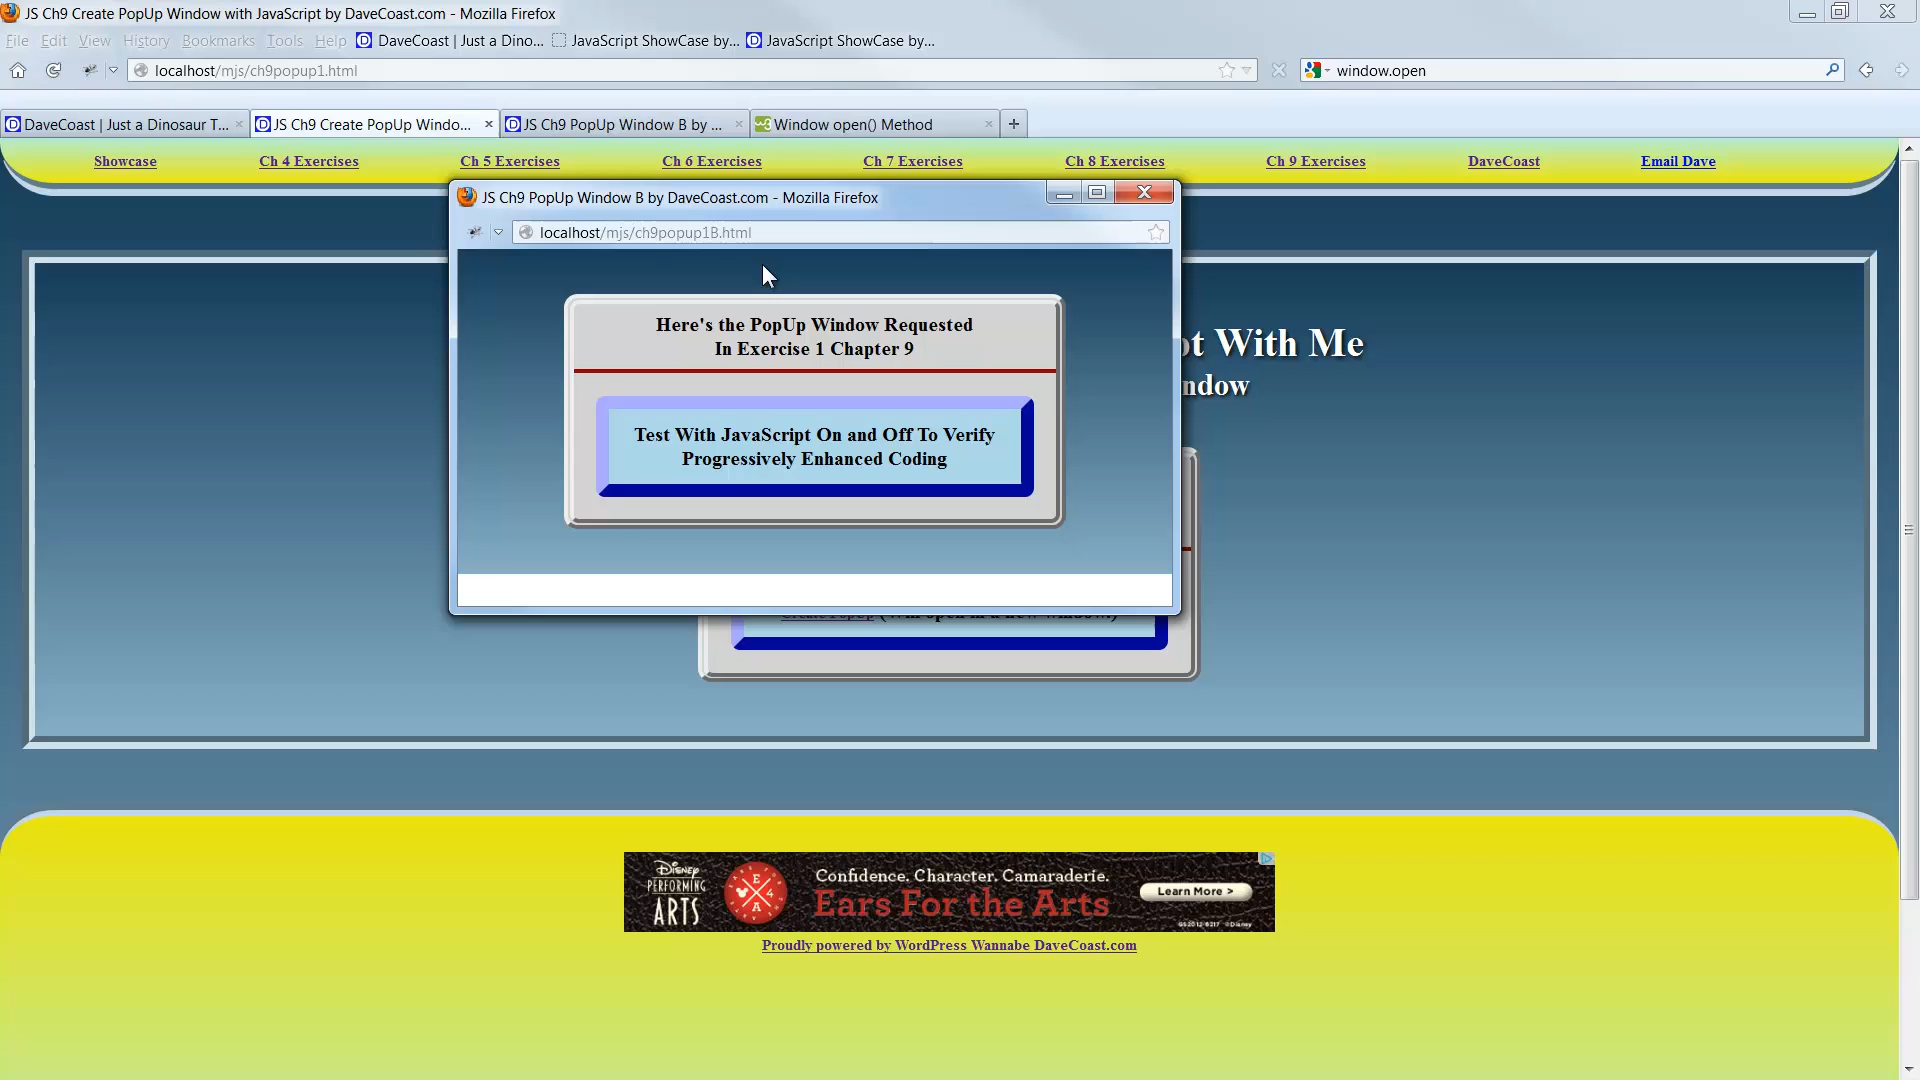 JS Ch9 Create PopUp Window with JavaScript by DaveCoast.com - Mozilla Firefox
File Edit View History Bookmarks Tools Help DaveCoast | Just a Dino... JavaScript ShowCase by... JavaScript ShowCase by...
localhost/mjs/ch9popup1.html window.open
DaveCoast | Just a Dinosaur T... JS Ch9 Create PopUp Windo... JS Ch9 PopUp Window B by ... Window open() Method
Showcase Ch 4 Exercises Ch 5 Exercises Ch 6 Exercises Ch 7 Exercises Ch 8 Exercises Ch 9 Exercises DaveCoast Email Dave
JS Ch9 PopUp Window B by DaveCoast.com - Mozilla Firefox
localhost/mjs/ch9popup1B.html
Here's the PopUp Window Requested
In Exercise 1 Chapter 9
Test With JavaScript On and Off To Verify
Progressively Enhanced Coding
With Me
Disney
PERFORMING
ARTS
E 4 A
Confidence. Character. Camaraderie.
Ears For the Arts
Learn More >
Proudly powered by WordPress Wannabe DaveCoast.com